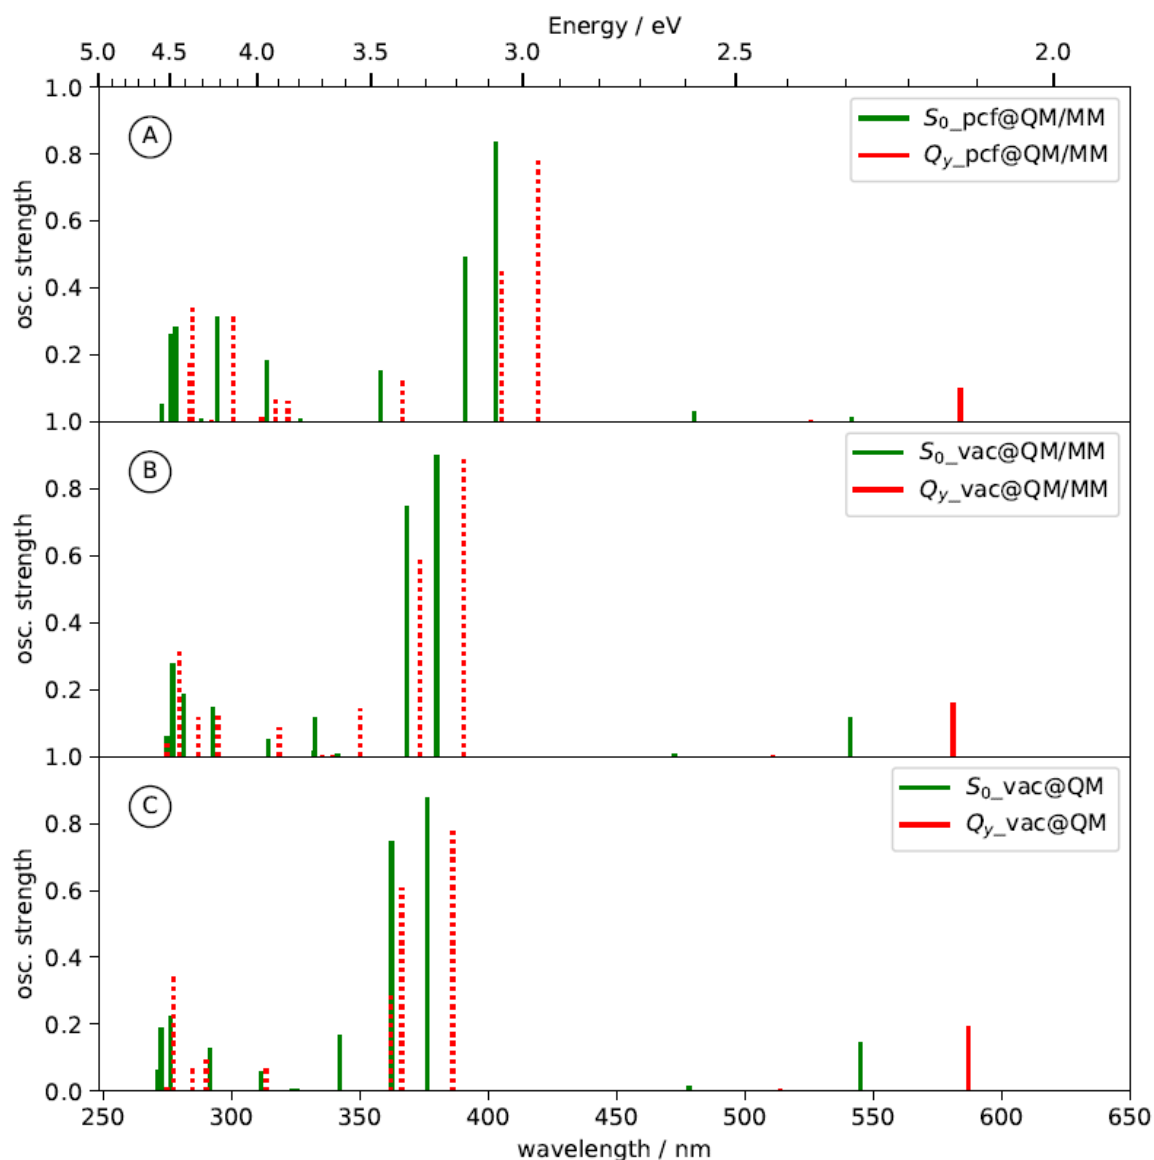 Energy / eV
5.0 4.5 4.0 3.5 3.0 2.5 2.0
A
S0_pcf@QM/MM
Qy_pcf@QM/MM
osc. strength
1.0
0.8
0.6
0.4
0.2
1.0
B
S0_vac@QM/MM
Qy_vac@QM/MM
osc. strength
0.8
0.6
0.4
0.2
1.0
C
S0_vac@QM
Qy_vac@QM
osc. strength
0.8
0.6
0.4
0.2
0.0
250 300 350 400 450 500 550 600 650
wavelength / nm